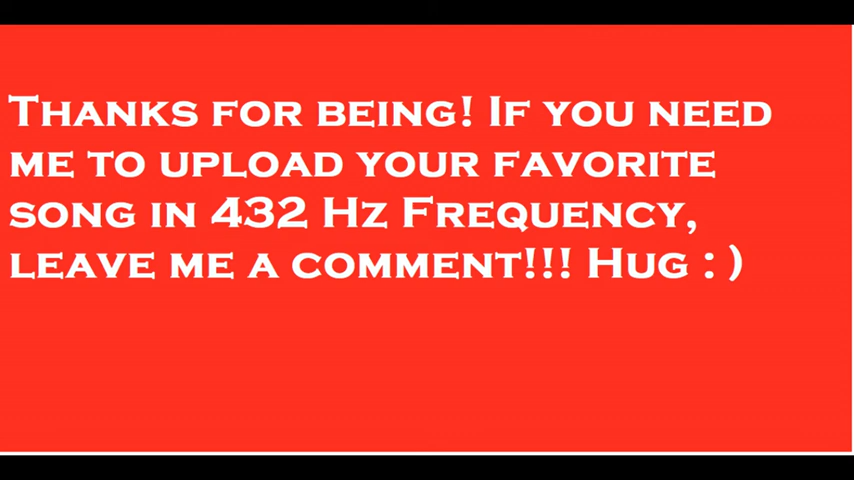 Thanks for being! If you need
me to upload your favorite
song in 432 Hz Frequency,
leave me a comment!!! Hug : )